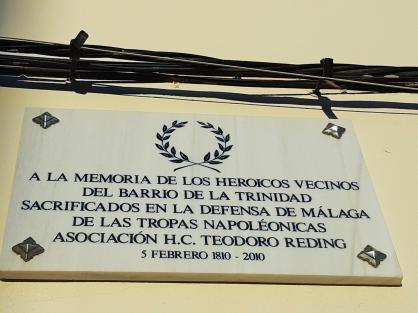 A LA MEMORIA DE LOS HEROICOS VECINOS
DEL BARRIO DE LA TRINIDAD
SACRIFICADOS EN LA DEFENSA DE MÁLAGA
DE LAS TROPAS NAPOLÉONICAS
ASOCIACIÓN H.C. TEODORO REDING
5 FEBRERO 1810 - 2010